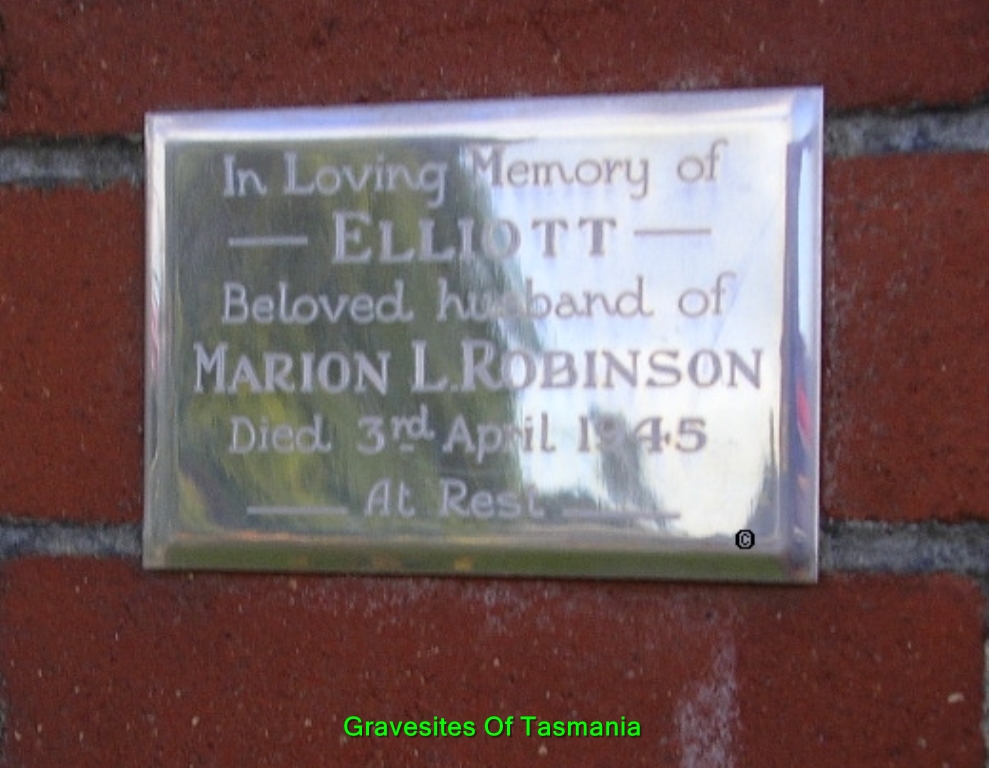 In Loving Memory of
— ELLIOTT —
Beloved husband of
MARION L. ROBINSON
Died 3rd April 1945
At Rest
©
Gravesites Of Tasmania